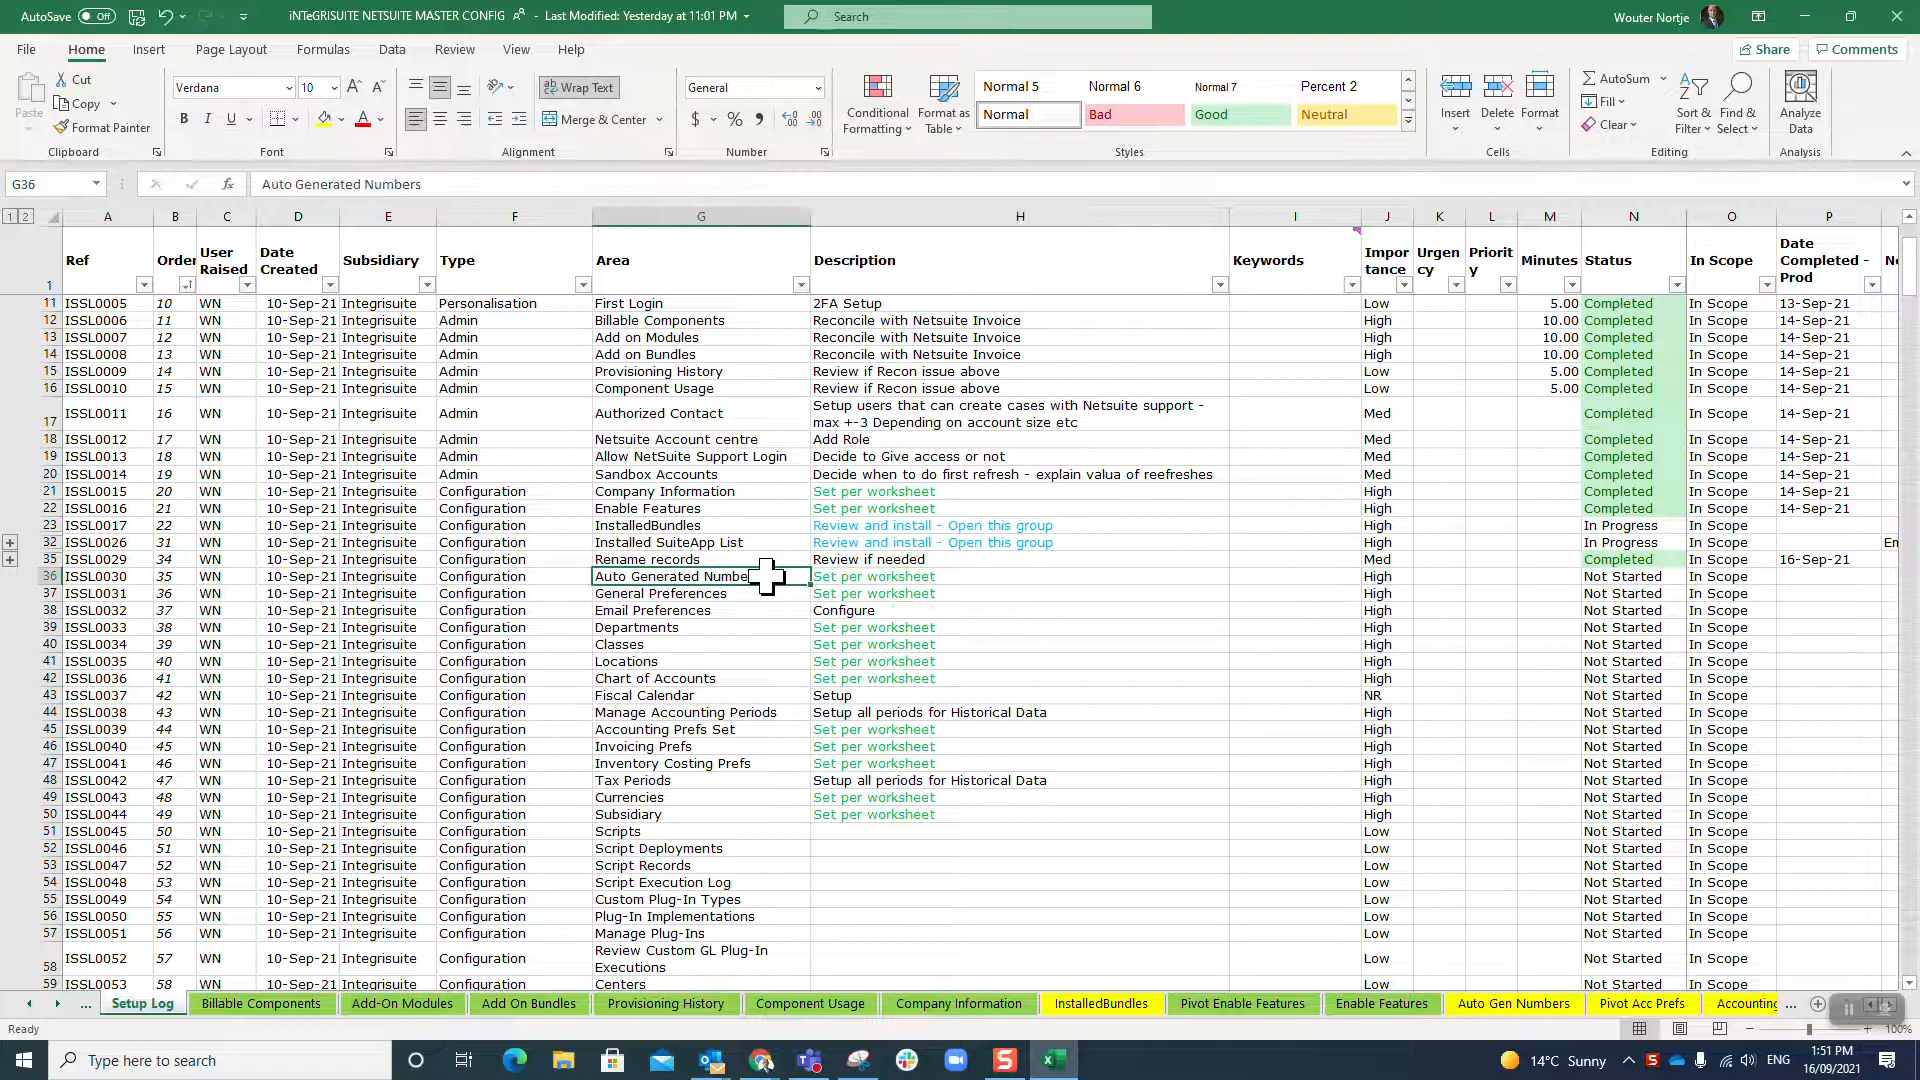 AutoSave Off iNTeGRISUITE NETSUITE MASTER CONFIG - Last Modified: Yesterday at 11:01 PM Search Wouter Nortje
File Home Insert Page Layout Formulas Data Review View Help Share Comments
Paste Cut Copy Format Painter Clipboard
Verdana 10 B I U Font
Wrap Text Merge & Center Alignment
General $ % Number
Conditional Formatting Format as Table
Normal 5 Normal 6 Normal 7 Percent 2
Normal Bad Good Neutral Styles
Insert Delete Format Cells
AutoSum Fill Clear Sort & Filter Find & Select Editing
Analyze Data Analysis
G36 fx Auto Generated Numbers
1 2 A B C D E F G H I J K L M N O P
1 Ref Order User Raised Date Created Subsidiary Type Area Description Keywords Impor tance Urgen cy Priorit y Minutes Status In Scope Date Completed - Prod
11 ISSL0005 10 WN 10-Sep-21 Integrisuite Personalisation First Login 2FA Setup Low 5.00 Completed In Scope 13-Sep-21
12 ISSL0006 11 WN 10-Sep-21 Integrisuite Admin Billable Components Reconcile with Netsuite Invoice High 10.00 Completed In Scope 14-Sep-21
13 ISSL0007 12 WN 10-Sep-21 Integrisuite Admin Add on Modules Reconcile with Netsuite Invoice High 10.00 Completed In Scope 14-Sep-21
14 ISSL0008 13 WN 10-Sep-21 Integrisuite Admin Add on Bundles Reconcile with Netsuite Invoice High 10.00 Completed In Scope 14-Sep-21
15 ISSL0009 14 WN 10-Sep-21 Integrisuite Admin Provisioning History Review if Recon issue above Low 5.00 Completed In Scope 14-Sep-21
16 ISSL0010 15 WN 10-Sep-21 Integrisuite Admin Component Usage Review if Recon issue above Low 5.00 Completed In Scope 14-Sep-21
17 ISSL0011 16 WN 10-Sep-21 Integrisuite Admin Authorized Contact Setup users that can create cases with Netsuite support - max +-3 Depending on account size etc Med Completed In Scope 14-Sep-21
18 ISSL0012 17 WN 10-Sep-21 Integrisuite Admin Netsuite Account centre Add Role Med Completed In Scope 14-Sep-21
19 ISSL0013 18 WN 10-Sep-21 Integrisuite Admin Allow NetSuite Support Login Decide to Give access or not Med Completed In Scope 14-Sep-21
20 ISSL0014 19 WN 10-Sep-21 Integrisuite Admin Sandbox Accounts Decide when to do first refresh - explain valua of reefreshes Med Completed In Scope 14-Sep-21
21 ISSL0015 20 WN 10-Sep-21 Integrisuite Configuration Company Information Set per worksheet High Completed In Scope 14-Sep-21
22 ISSL0016 21 WN 10-Sep-21 Integrisuite Configuration Enable Features Set per worksheet High Completed In Scope 14-Sep-21
23 ISSL0017 22 WN 10-Sep-21 Integrisuite Configuration InstalledBundles Review and install - Open this group High In Progress In Scope
32 ISSL0026 31 WN 10-Sep-21 Integrisuite Configuration Installed SuiteApp List Review and install - Open this group High In Progress In Scope En
35 ISSL0029 34 WN 10-Sep-21 Integrisuite Configuration Rename records Review if needed Med Completed In Scope 16-Sep-21
36 ISSL0030 35 WN 10-Sep-21 Integrisuite Configuration Auto Generated Numbe Set per worksheet High Not Started In Scope
37 ISSL0031 36 WN 10-Sep-21 Integrisuite Configuration General Preferences Set per worksheet High Not Started In Scope
38 ISSL0032 37 WN 10-Sep-21 Integrisuite Configuration Email Preferences Configure High Not Started In Scope
39 ISSL0033 38 WN 10-Sep-21 Integrisuite Configuration Departments Set per worksheet High Not Started In Scope
40 ISSL0034 39 WN 10-Sep-21 Integrisuite Configuration Classes Set per worksheet High Not Started In Scope
41 ISSL0035 40 WN 10-Sep-21 Integrisuite Configuration Locations Set per worksheet High Not Started In Scope
42 ISSL0036 41 WN 10-Sep-21 Integrisuite Configuration Chart of Accounts Set per worksheet High Not Started In Scope
43 ISSL0037 42 WN 10-Sep-21 Integrisuite Configuration Fiscal Calendar Setup NR Not Started In Scope
44 ISSL0038 43 WN 10-Sep-21 Integrisuite Configuration Manage Accounting Periods Setup all periods for Historical Data High Not Started In Scope
45 ISSL0039 44 WN 10-Sep-21 Integrisuite Configuration Accounting Prefs Set Set per worksheet High Not Started In Scope
46 ISSL0040 45 WN 10-Sep-21 Integrisuite Configuration Invoicing Prefs Set per worksheet High Not Started In Scope
47 ISSL0041 46 WN 10-Sep-21 Integrisuite Configuration Inventory Costing Prefs Set per worksheet High Not Started In Scope
48 ISSL0042 47 WN 10-Sep-21 Integrisuite Configuration Tax Periods Setup all periods for Historical Data High Not Started In Scope
49 ISSL0043 48 WN 10-Sep-21 Integrisuite Configuration Currencies Set per worksheet High Not Started In Scope
50 ISSL0044 49 WN 10-Sep-21 Integrisuite Configuration Subsidiary Set per worksheet High Not Started In Scope
51 ISSL0045 50 WN 10-Sep-21 Integrisuite Configuration Scripts Low Not Started In Scope
52 ISSL0046 51 WN 10-Sep-21 Integrisuite Configuration Script Deployments Low Not Started In Scope
53 ISSL0047 52 WN 10-Sep-21 Integrisuite Configuration Script Records Low Not Started In Scope
54 ISSL0048 53 WN 10-Sep-21 Integrisuite Configuration Script Execution Log Low Not Started In Scope
55 ISSL0049 54 WN 10-Sep-21 Integrisuite Configuration Custom Plug-In Types Low Not Started In Scope
56 ISSL0050 55 WN 10-Sep-21 Integrisuite Configuration Plug-In Implementations Low Not Started In Scope
57 ISSL0051 56 WN 10-Sep-21 Integrisuite Configuration Manage Plug-Ins Low Not Started In Scope
58 ISSL0052 57 WN 10-Sep-21 Integrisuite Configuration Review Custom GL Plug-In Executions Low Not Started In Scope
59 ISSL0053 58 WN 10-Sep-21 Integrisuite Configuration Centers Low Not Started In Scope
... Setup Log Billable Components Add-On Modules Add On Bundles Provisioning History Component Usage Company Information InstalledBundles Pivot Enable Features Enable Features Auto Gen Numbers Pivot Acc Prefs Accounting ...
Ready 100%
Type here to search 14°C Sunny ENG 1:51 PM 16/09/2021